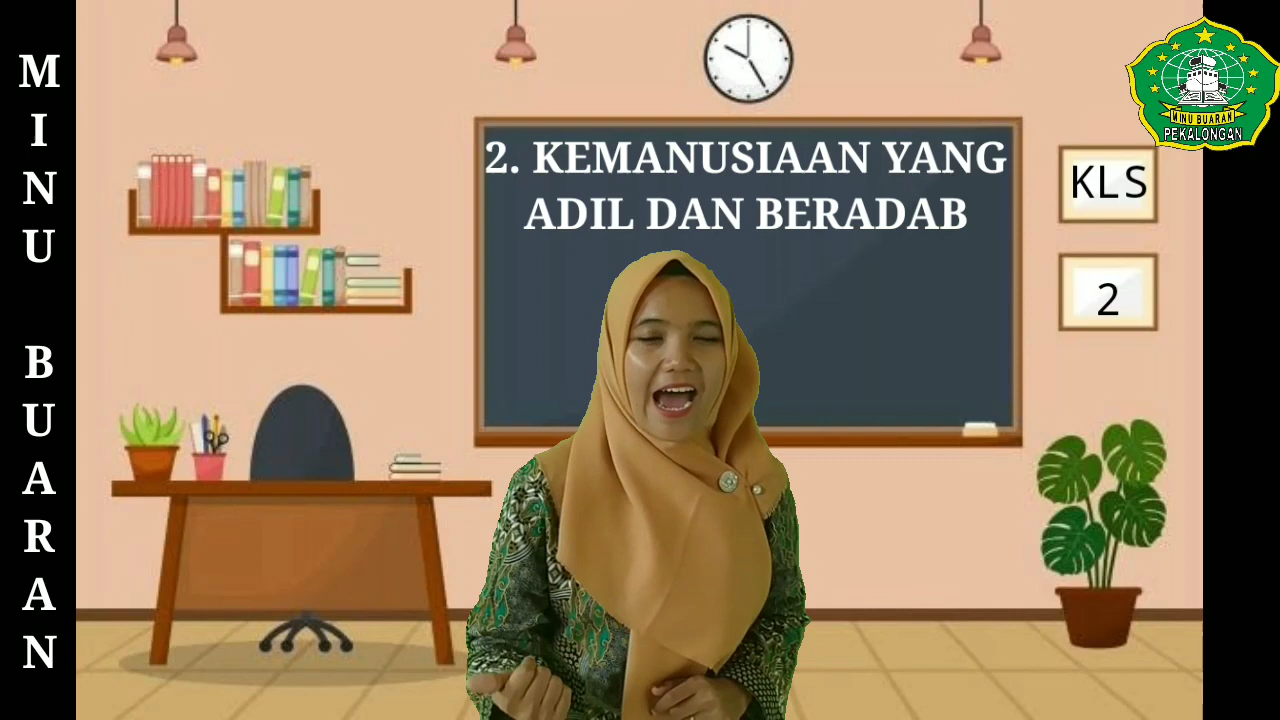 MINU BUARAN
2. KEMANUSIAAN YANG
ADIL DAN BERADAB
MINU BUARAN
PEKALONGAN
KLS
2